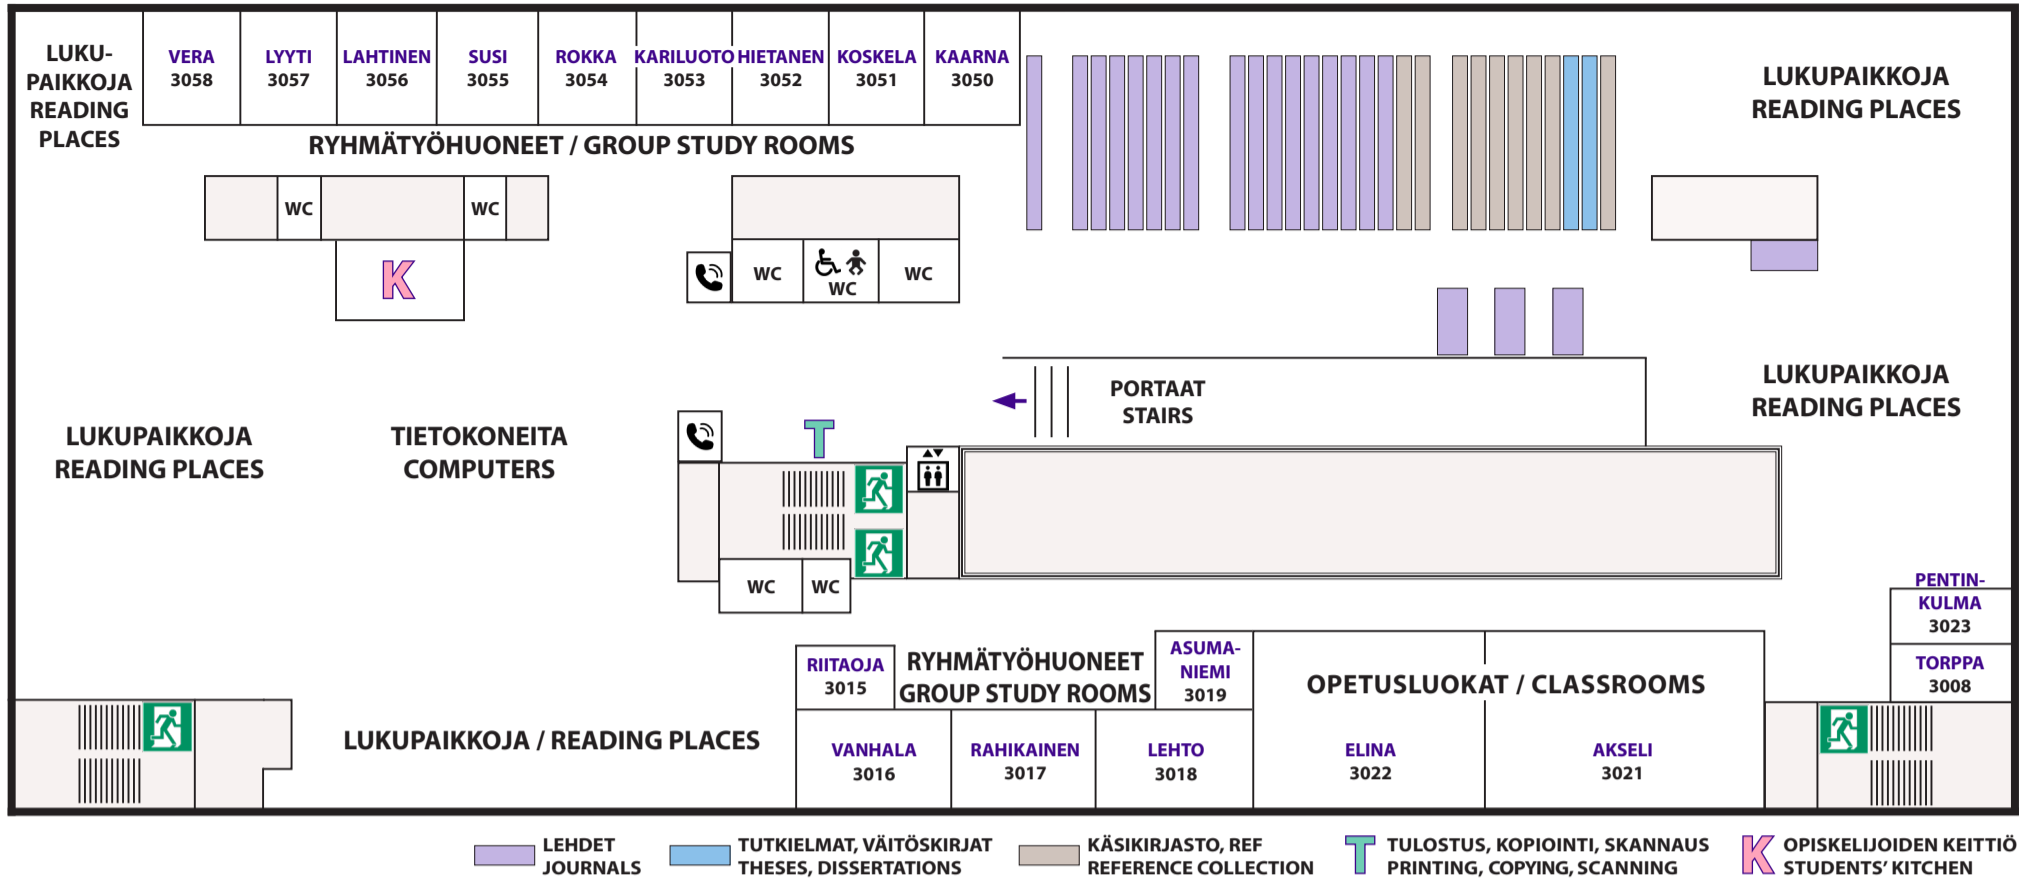 LUKU-
PAIKKOJA
READING
PLACES
VERA
3058
LYYTI
3057
LAHTINEN
3056
SUSI
3055
ROKKA
3054
KARILUOTO
3053
HIETANEN
3052
KOSKELA
3051
KAARNA
3050
LUKUPAIKKOJA
READING PLACES
RYHMÄTYÖHUONEET / GROUP STUDY ROOMS
WC
WC
K
WC
WC
WC
PORTAAT
STAIRS
LUKUPAIKKOJA
READING PLACES
LUKUPAIKKOJA
READING PLACES
TIETOKONEITA
COMPUTERS
T
WC
WC
PENTIN-
KULMA
3023
TORPPA
3008
RIITAOJA
3015
RYHMÄTYÖHUONEET
GROUP STUDY ROOMS
ASUMA-
NIEMI
3019
OPETUSLUOKAT / CLASSROOMS
LUKUPAIKKOJA / READING PLACES
VANHALA
3016
RAHIKAINEN
3017
LEHTO
3018
ELINA
3022
AKSELI
3021
LEHDET
JOURNALS
TUTKIELMAT, VÄITÖSKIRJAT
THESES, DISSERTATIONS
KÄSIKIRJASTO, REF
REFERENCE COLLECTION
T
TULOSTUS, KOPIOINTI, SKANNAUS
PRINTING, COPYING, SCANNING
K
OPISKELIJOIDEN KEITTIÖ
STUDENTS’ KITCHEN